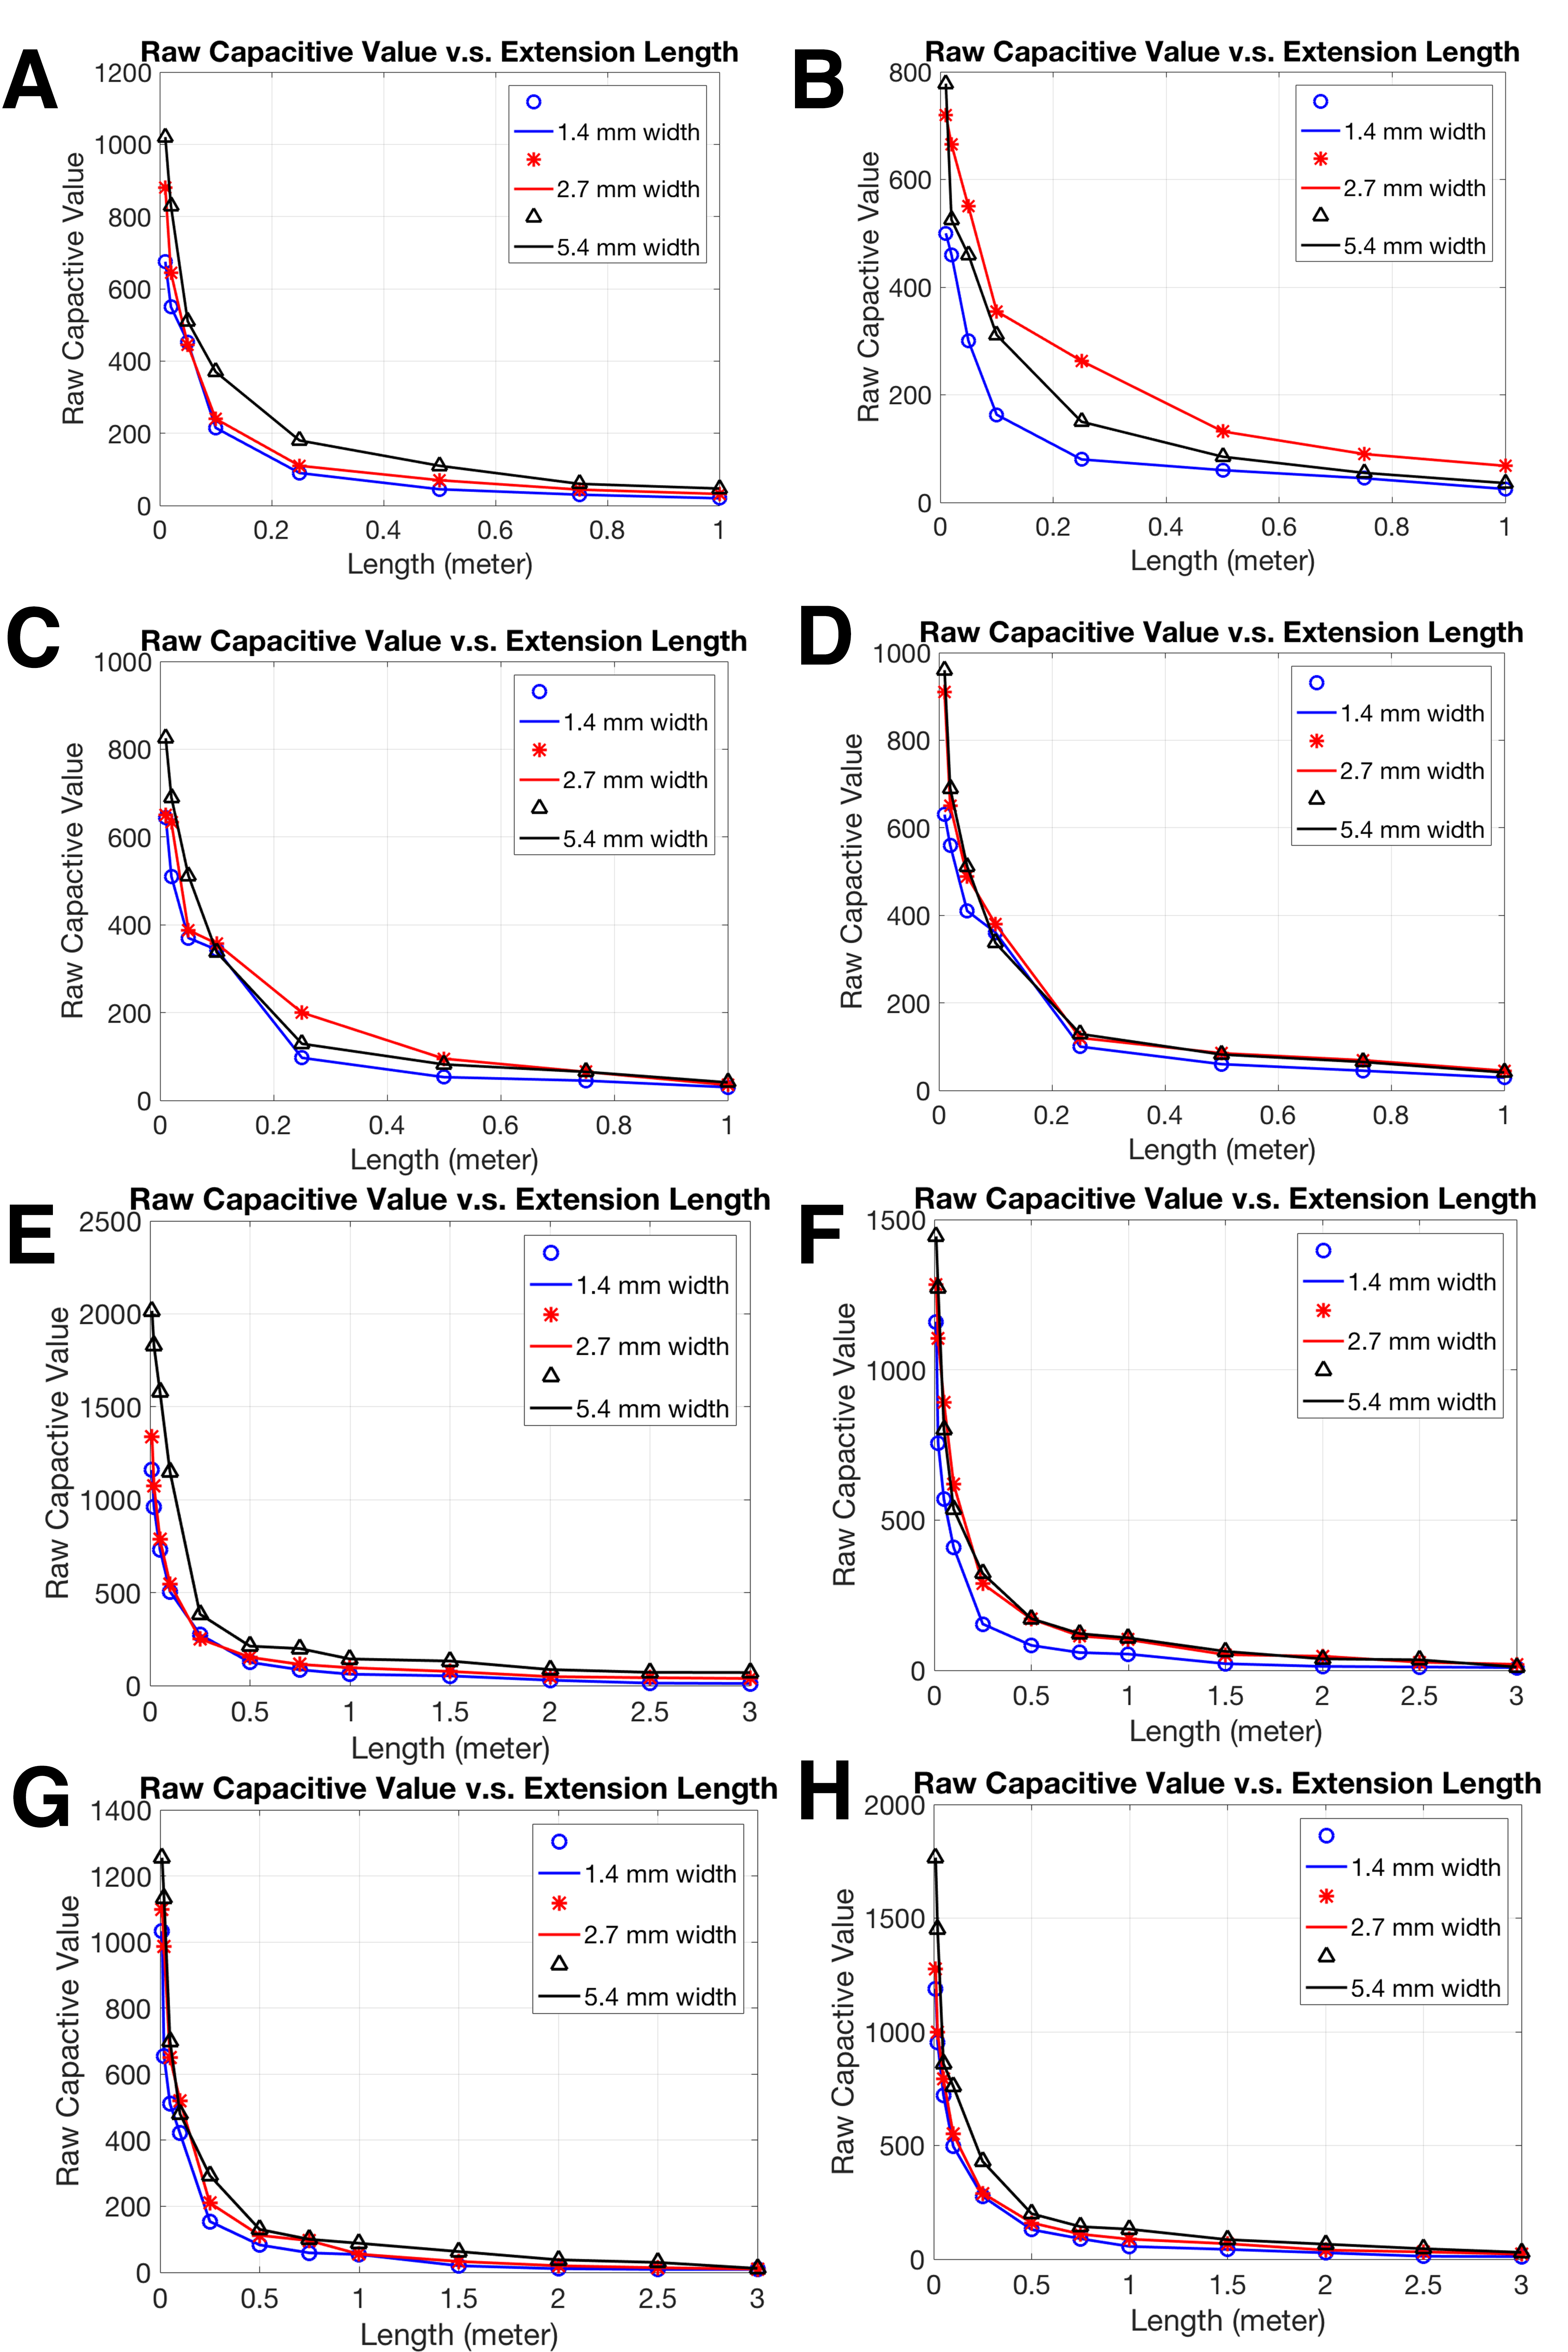 A
Raw Capacitive Value v.s. Extension Length
1200
1000
800
600
400
200
0
Raw Capactive Value
1.4 mm width
2.7 mm width
5.4 mm width
0 0.2 0.4 0.6 0.8 1
Length (meter)
B
Raw Capacitive Value v.s. Extension Length
800
600
400
200
0
Raw Capactive Value
1.4 mm width
2.7 mm width
5.4 mm width
0 0.2 0.4 0.6 0.8 1
Length (meter)
C
Raw Capacitive Value v.s. Extension Length
1000
800
600
400
200
0
Raw Capactive Value
1.4 mm width
2.7 mm width
5.4 mm width
0 0.2 0.4 0.6 0.8 1
Length (meter)
D
Raw Capacitive Value v.s. Extension Length
1000
800
600
400
200
0
Raw Capactive Value
1.4 mm width
2.7 mm width
5.4 mm width
0 0.2 0.4 0.6 0.8 1
Length (meter)
E
Raw Capacitive Value v.s. Extension Length
2500
2000
1500
1000
500
0
Raw Capactive Value
1.4 mm width
2.7 mm width
5.4 mm width
0 0.5 1 1.5 2 2.5 3
Length (meter)
F
Raw Capacitive Value v.s. Extension Length
1500
1000
500
0
Raw Capactive Value
1.4 mm width
2.7 mm width
5.4 mm width
0 0.5 1 1.5 2 2.5 3
Length (meter)
G
Raw Capacitive Value v.s. Extension Length
1400
1200
1000
800
600
400
200
0
Raw Capactive Value
1.4 mm width
2.7 mm width
5.4 mm width
0 0.5 1 1.5 2 2.5 3
Length (meter)
H
Raw Capacitive Value v.s. Extension Length
2000
1500
1000
500
0
Raw Capactive Value
1.4 mm width
2.7 mm width
5.4 mm width
0 0.5 1 1.5 2 2.5 3
Length (meter)